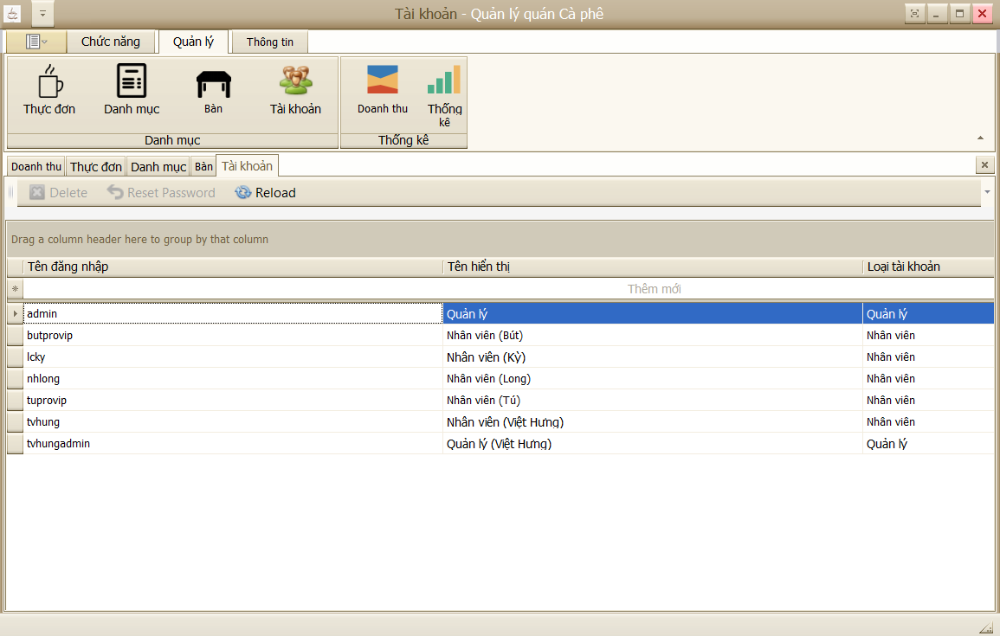 Tài khoản - Quản lý quán Cà phê
Chức năng Quản lý Thông tin
Thực đơn Danh mục Bàn Tài khoản Doanh thu Thống kê
Danh mục Thống kê
Doanh thu Thực đơn Danh mục Bàn Tài khoản
Delete Reset Password Reload
Drag a column header here to group by that column
Tên đăng nhập Tên hiển thị Loại tài khoản
Thêm mới
admin Quản lý Quản lý
butprovip Nhân viên (Bút) Nhân viên
lcky Nhân viên (Kỳ) Nhân viên
nhlong Nhân viên (Long) Nhân viên
tuprovip Nhân viên (Tú) Nhân viên
tvhung Nhân viên (Việt Hưng) Nhân viên
tvhungadmin Quản lý (Việt Hưng) Quản lý